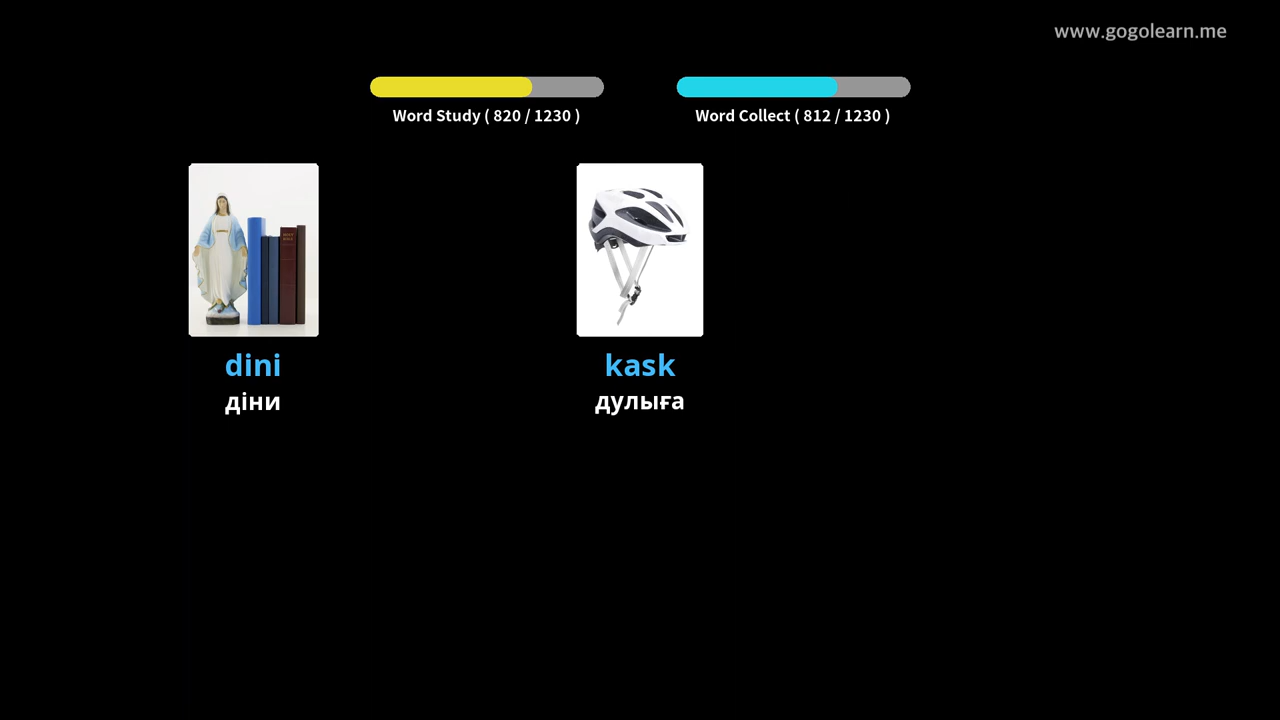 www.gogolearn.me
Word Study ( 820 / 1230 )
Word Collect ( 812 / 1230 )
dini
діни
kask
дулыға